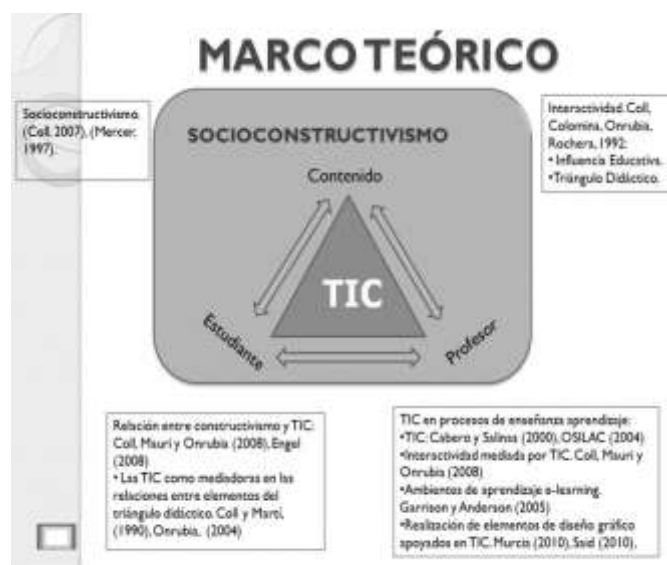 MARCO TEÓRICO
Socioconstructivismo.
(Coll, 2007), (Mercer,
1997).
Interactividad. Coll,
Colomina, Onrubia,
Rochera, 1992:
• Influencia Educativa.
• Triángulo Didáctico.
SOCIOCONSTRUCTIVISMO
Contenido
TIC
Estudiante
Profesor
Relación entre constructivismo y TIC:
Coll, Mauri y Onrubia (2008), Engel
(2008)
• Las TIC como mediadoras en las
relaciones entre elementos del
triángulo didáctico. Coll y Martí,
(1990), Onrubia, (2004)
TIC en procesos de enseñanza aprendizaje:
•TIC: Cabero y Salinas (2000), OSILAC (2004)
•Interactividad mediada por TIC. Coll, Mauri y
Onrubia (2008)
•Ambientes de aprendizaje e-learning.
Garrison y Anderson (2005)
•Realización de elementos de diseño gráfico
apoyados en TIC. Murcia (2010), Said (2010),